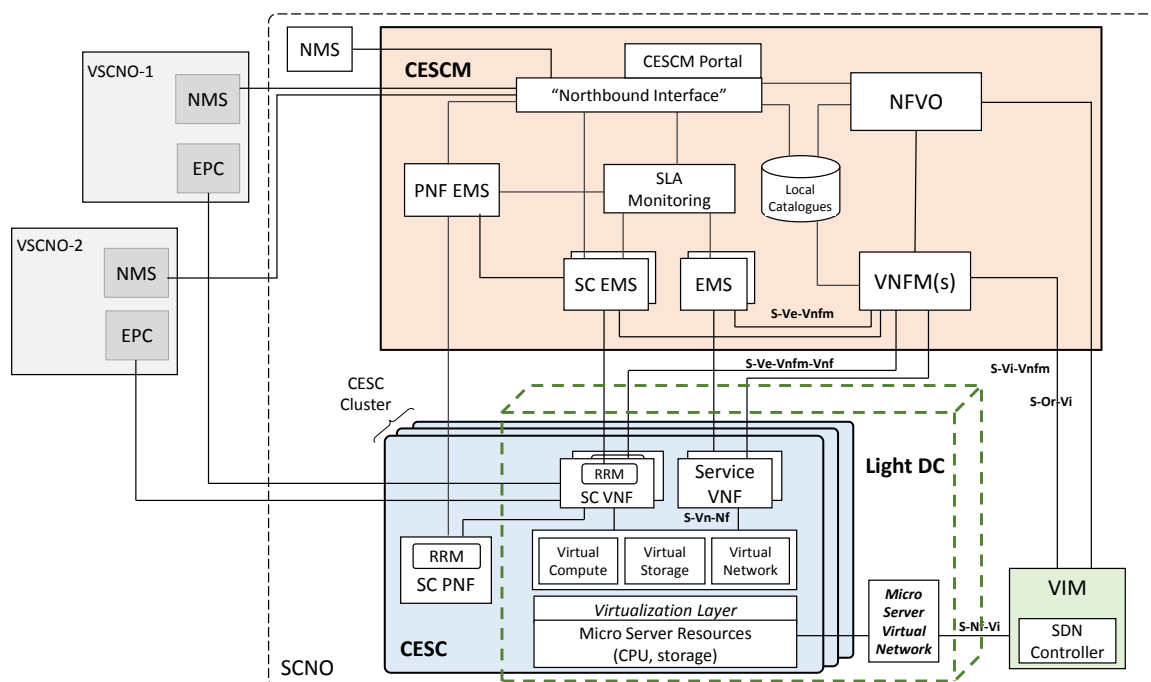 NMS
CESCM
CESCM Portal
"Northbound Interface"
NFVO
VSCNO-1
NMS
EPC
PNF EMS
SLA
Monitoring
Local
Catalogues
VSCNO-2
NMS
EPC
SC EMS
EMS
VNFM(s)
S-Ve-Vnfm
S-Ve-Vnfm-Vnf
S-Vi-Vnfm
S-Or-Vi
CESC
Cluster
Light DC
RRM
SC VNF
Service
VNF
S-Vn-Nf
RRM
SC PNF
Virtual
Compute
Virtual
Storage
Virtual
Network
Virtualization Layer
Micro Server Resources
(CPU, storage)
CESC
Micro
Server
Virtual
Network
S-Nf-Vi
VIM
SDN
Controller
SCNO